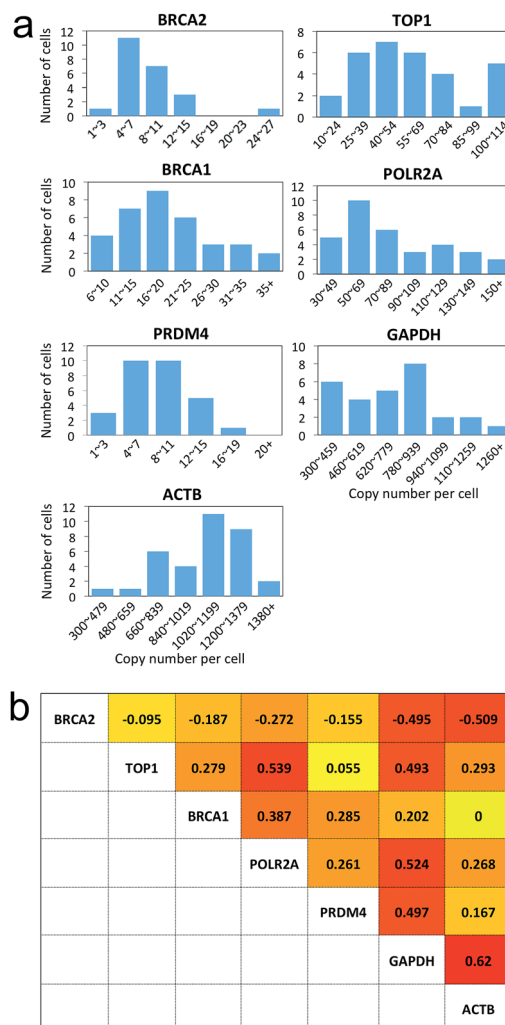 a
BRCA2
Number of cells
12
10
8
6
4
2
0
1~3 4~7 8~11 12~15 16~19 20~23 24~27
TOP1
8
6
4
2
0
10~24 25~39 40~54 55~69 70~84 85~99 100~114
BRCA1
Number of cells
10
8
6
4
2
0
6~10 11~15 16~20 21~25 26~30 31~35 35+
POLR2A
12
10
8
6
4
2
0
30~49 50~69 70~89 90~109 110~129 130~149 150+
PRDM4
Number of cells
12
10
8
6
4
2
0
1~3 4~7 8~11 12~15 16~19 20+
GAPDH
10
8
6
4
2
0
300~459 460~619 620~779 780~939 940~1099 110~1259 1260+
Copy number per cell
ACTB
Number of cells
12
10
8
6
4
2
0
300~479 480~659 660~839 840~1019 1020~1199 1200~1379 1380+
Copy number per cell
b
BRCA2 -0.095 -0.187 -0.272 -0.155 -0.495 -0.509
TOP1 0.279 0.539 0.055 0.493 0.293
BRCA1 0.387 0.285 0.202 0
POLR2A 0.261 0.524 0.268
PRDM4 0.497 0.167
GAPDH 0.62
ACTB